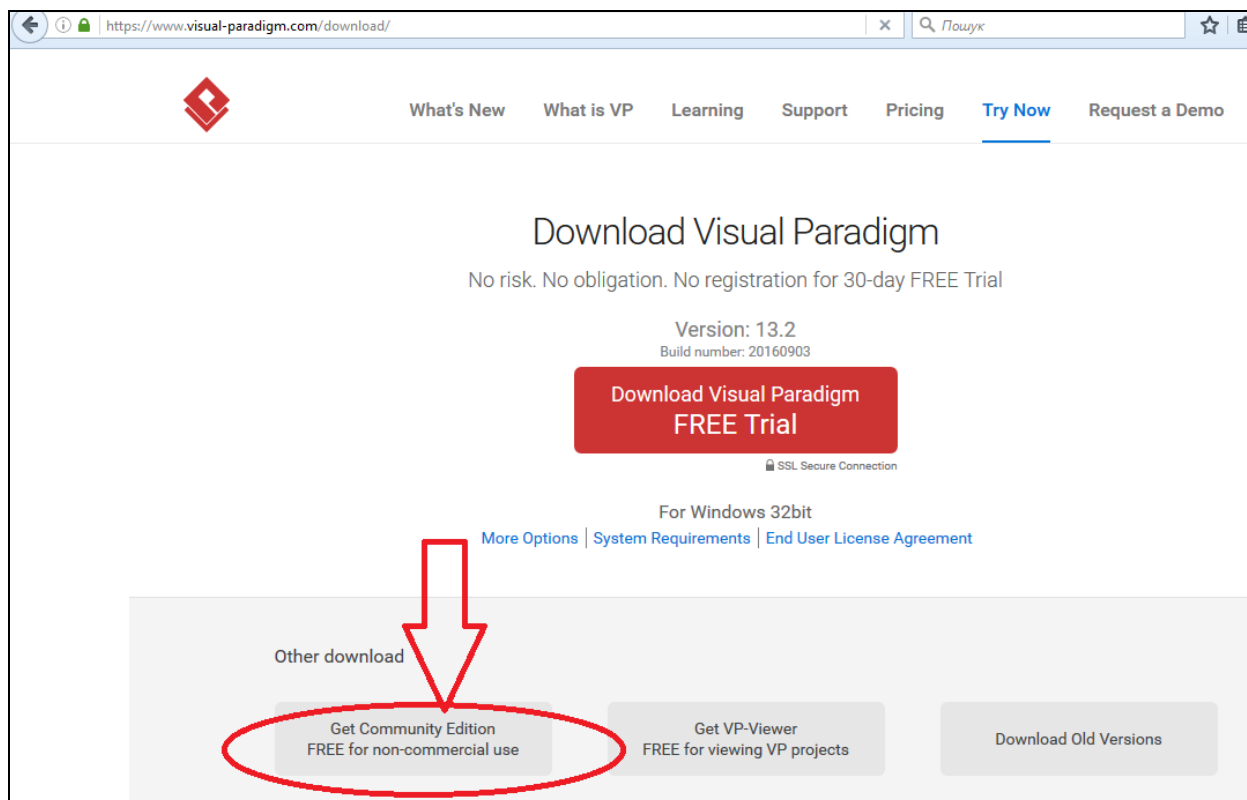 https://www.visual-paradigm.com/download/
Пошук
What's New What is VP Learning Support Pricing Try Now Request a Demo
Download Visual Paradigm
No risk. No obligation. No registration for 30-day FREE Trial
Version: 13.2
Build number: 20160903
Download Visual Paradigm
FREE Trial
SSL Secure Connection
For Windows 32bit
More Options | System Requirements | End User License Agreement
Other download
Get Community Edition
FREE for non-commercial use
Get VP-Viewer
FREE for viewing VP projects
Download Old Versions